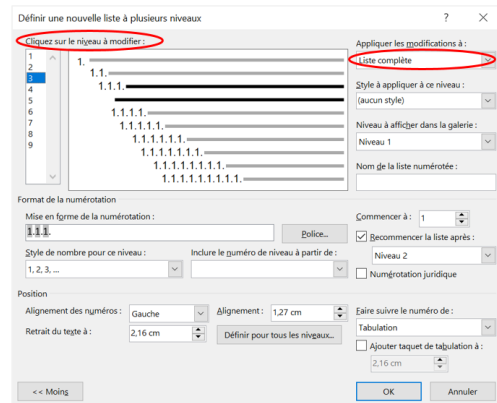 Définir une nouvelle liste à plusieurs niveaux ? ×
Cliquez sur le niveau à modifier :
Appliquer les modifications à :
1
2
3
4
5
6
7
8
9
1.
1.1.
1.1.1.
1.1.1.1.
1.1.1.1.1.
1.1.1.1.1.1.
1.1.1.1.1.1.1.
1.1.1.1.1.1.1.1.
1.1.1.1.1.1.1.1.1.
Liste complète
Style à appliquer à ce niveau :
(aucun style)
Niveau à afficher dans la galerie :
Niveau 1
Nom de la liste numérotée :
Format de la numérotation
Mise en forme de la numérotation :
1.1.1.
Police...
Commencer à : 1
Recommencer la liste après :
Niveau 2
Style de nombre pour ce niveau :
Inclure le numéro de niveau à partir de :
1, 2, 3, ...
Numérotation juridique
Position
Alignement des numéros : Gauche
Alignement : 1,27 cm
Faire suivre le numéro de :
Tabulation
Retrait du texte à : 2,16 cm
Définir pour tous les niveaux...
Ajouter taquet de tabulation à :
2,16 cm
<< Moins
OK
Annuler